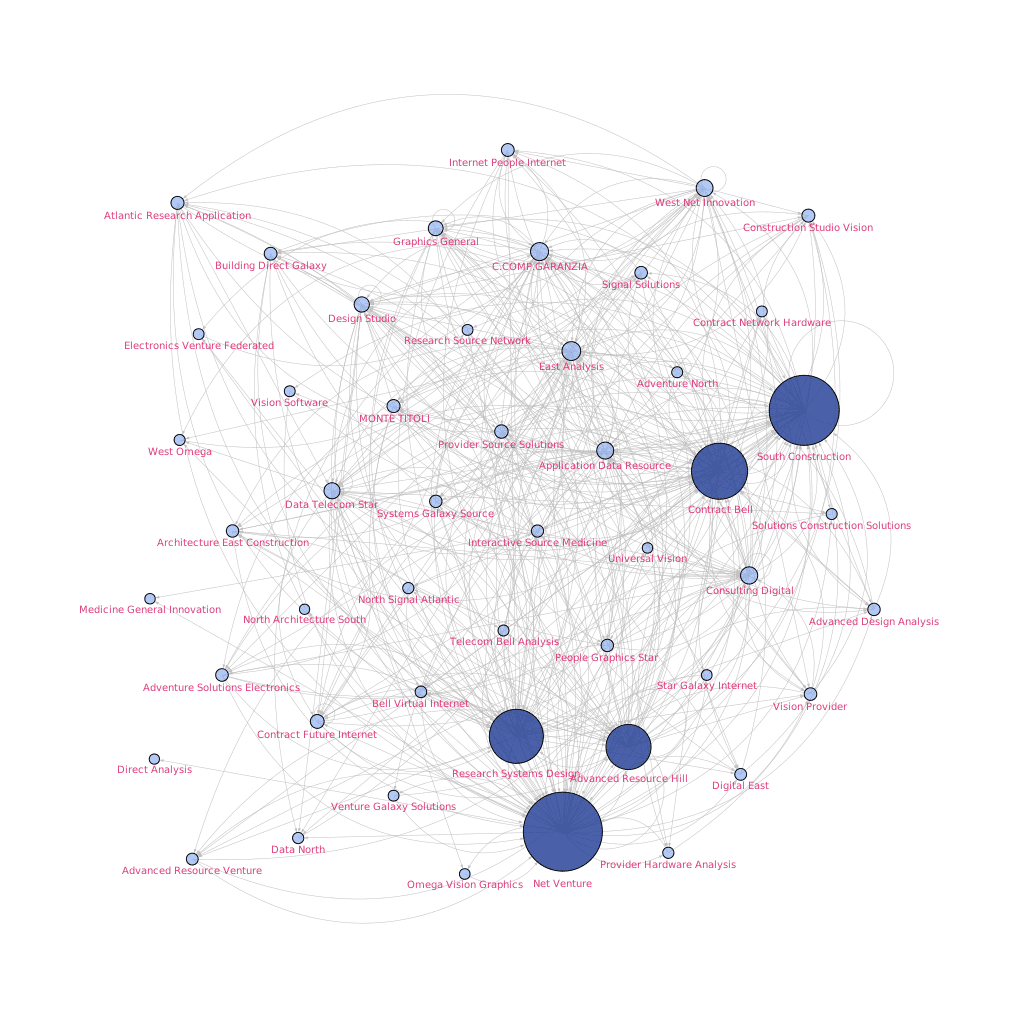 Internet People Internet
West Net Innovation
Atlantic Research Application
Construction Studio Vision
Graphics General
Building Direct Galaxy
C.COMP.GARANZIA
Signal Solutions
Design Studio
Contract Network Hardware
Research Source Network
Electronics Venture Federated
East Analysis
Adventure North
Vision Software
MONTE TITOLI
Provider Source Solutions
West Omega
South Construction
Application Data Resource
Data Telecom Star
Contract Bell
Systems Galaxy Source
Solutions Construction Solutions
Architecture East Construction
Interactive Source Medicine
Universal Vision
Consulting Digital
North Signal Atlantic
Medicine General Innovation
North Architecture South
Advanced Design Analysis
Telecom Bell Analysis
People Graphics Star
Adventure Solutions Electronics
Star Galaxy Internet
Bell Virtual Internet
Vision Provider
Contract Future Internet
Direct Analysis
Research Systems Design
Advanced Resource Hill
Digital East
Venture Galaxy Solutions
Data North
Provider Hardware Analysis
Advanced Resource Venture
Omega Vision Graphics
Net Venture